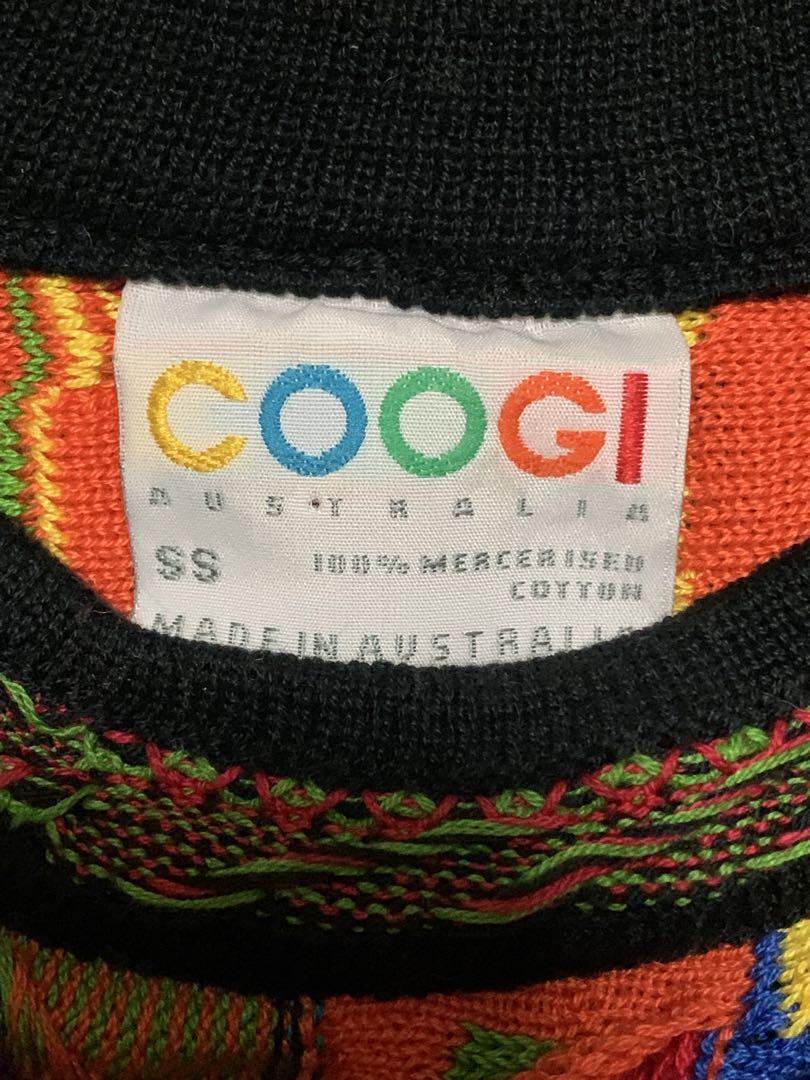 COOGI
AUSTRALIA
SS 100% MERCERISED
COTTON
MADE IN AUSTRALIA